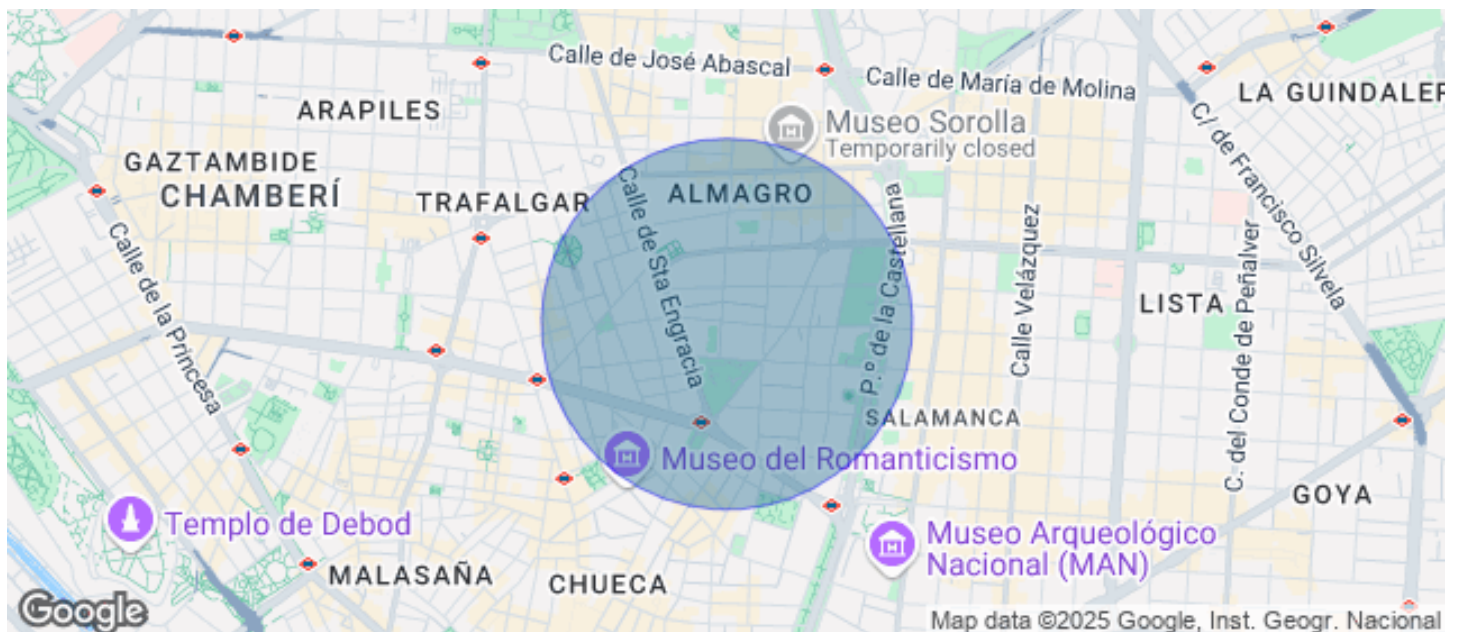 Calle de José Abascal
Calle de María de Molina
LA GUINDALER
ARAPILES
Museo Sorolla
Temporarily closed
C/ de Francisco Silvela
GAZTAMBIDE
CHAMBERÍ
TRAFALGAR
ALMAGRO
Calle de Sta Engracia
P.º de la Castellana
Calle Velázquez
C. del Conde de Peñalver
Calle de la Princesa
LISTA
SALAMANCA
Museo del Romanticismo
GOYA
Templo de Debod
Museo Arqueológico
Nacional (MAN)
MALASAÑA
CHUECA
Google
Map data ©2025 Google, Inst. Geogr. Nacional